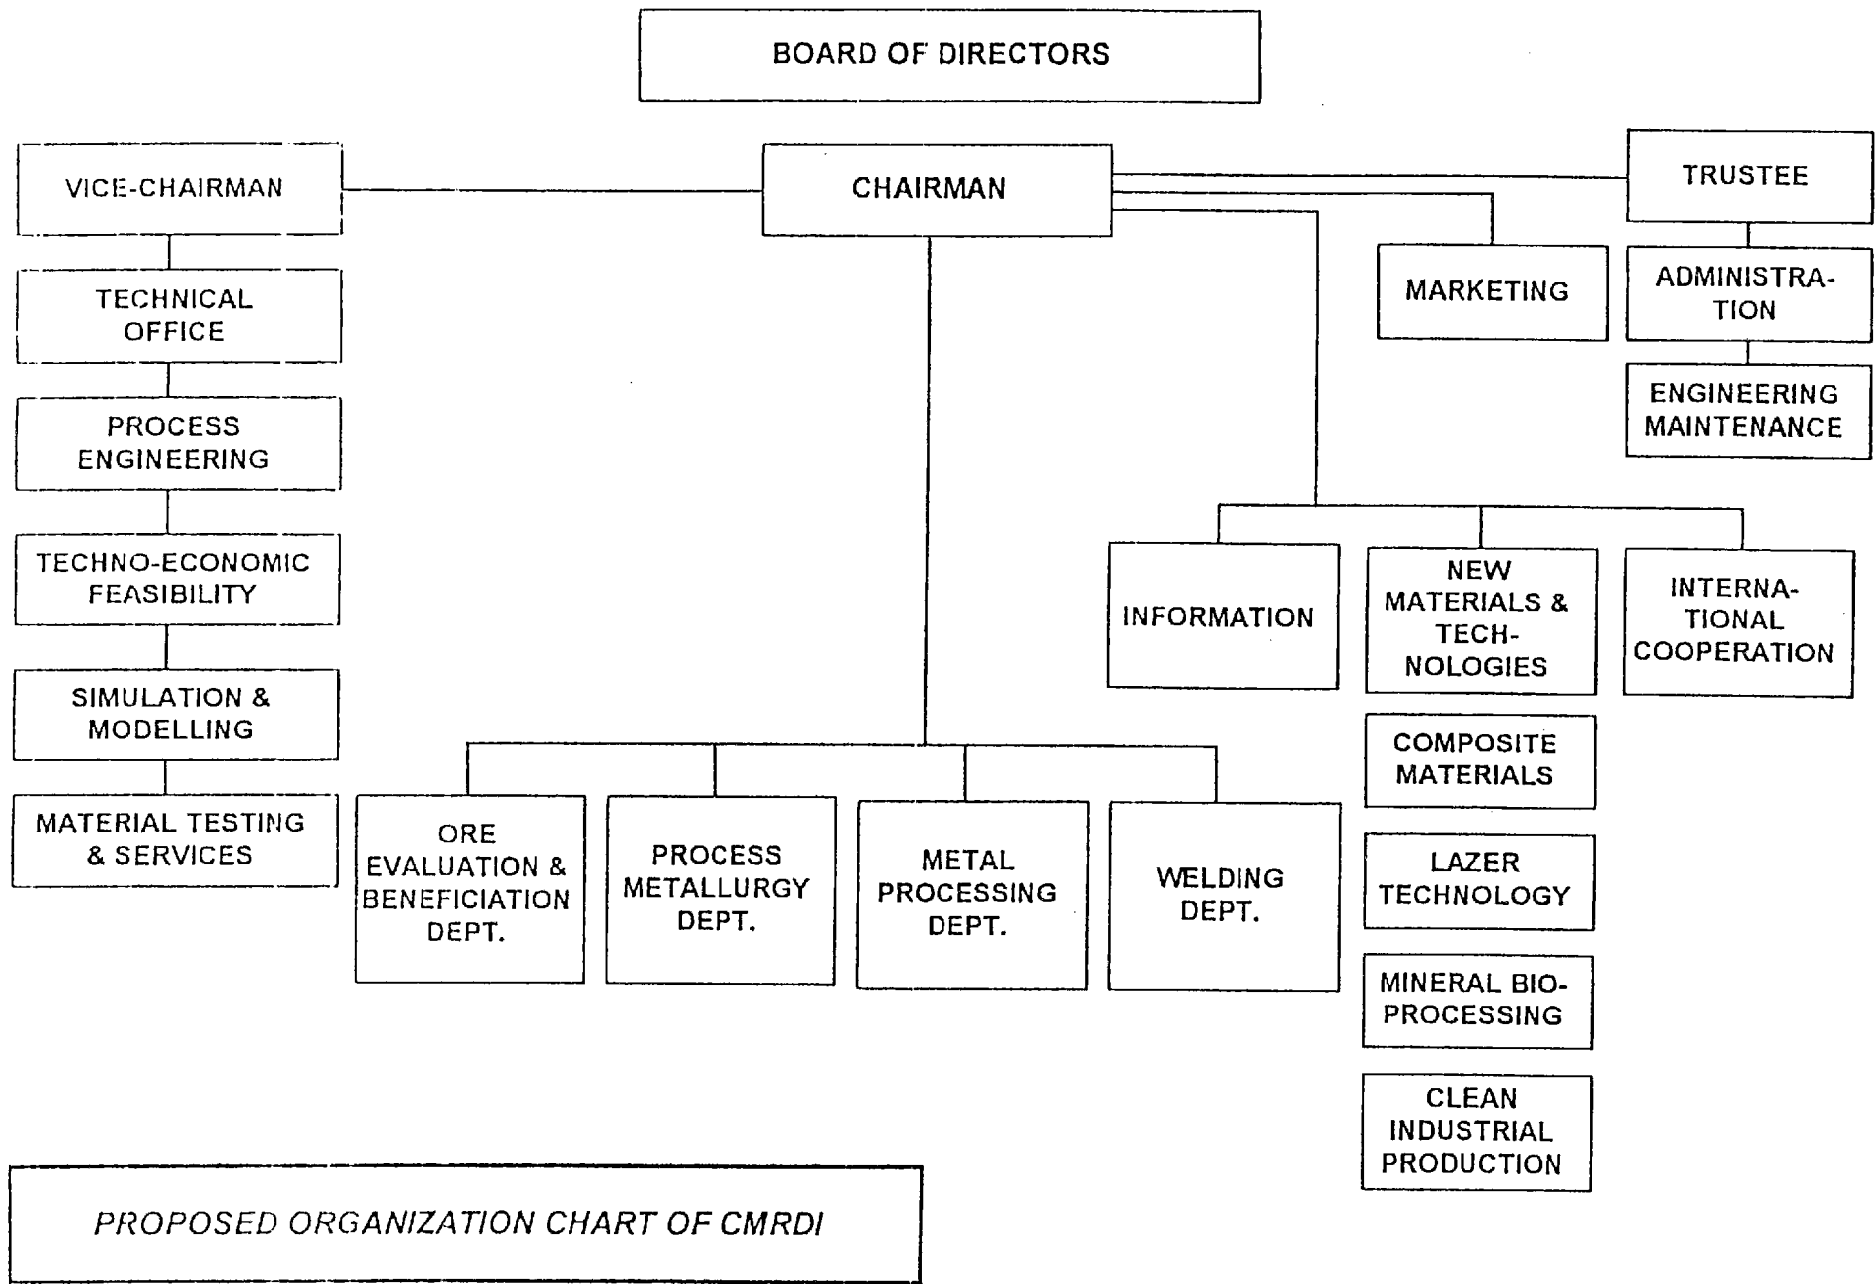 BOARD OF DIRECTORS
VICE-CHAIRMAN
CHAIRMAN
TRUSTEE
TECHNICAL
OFFICE
MARKETING
ADMINISTRA-
TION
PROCESS
ENGINEERING
ENGINEERING
MAINTENANCE
TECHNO-ECONOMIC
FEASIBILITY
INFORMATION
NEW
MATERIALS &
TECH-
NOLOGIES
INTERNA-
TIONAL
COOPERATION
SIMULATION &
MODELLING
COMPOSITE
MATERIALS
MATERIAL TESTING
& SERVICES
ORE
EVALUATION &
BENEFICIATION
DEPT.
PROCESS
METALLURGY
DEPT.
METAL
PROCESSING
DEPT.
WELDING
DEPT.
LAZER
TECHNOLOGY
MINERAL BIO-
PROCESSING
CLEAN
INDUSTRIAL
PRODUCTION
PROPOSED ORGANIZATION CHART OF CMRDI